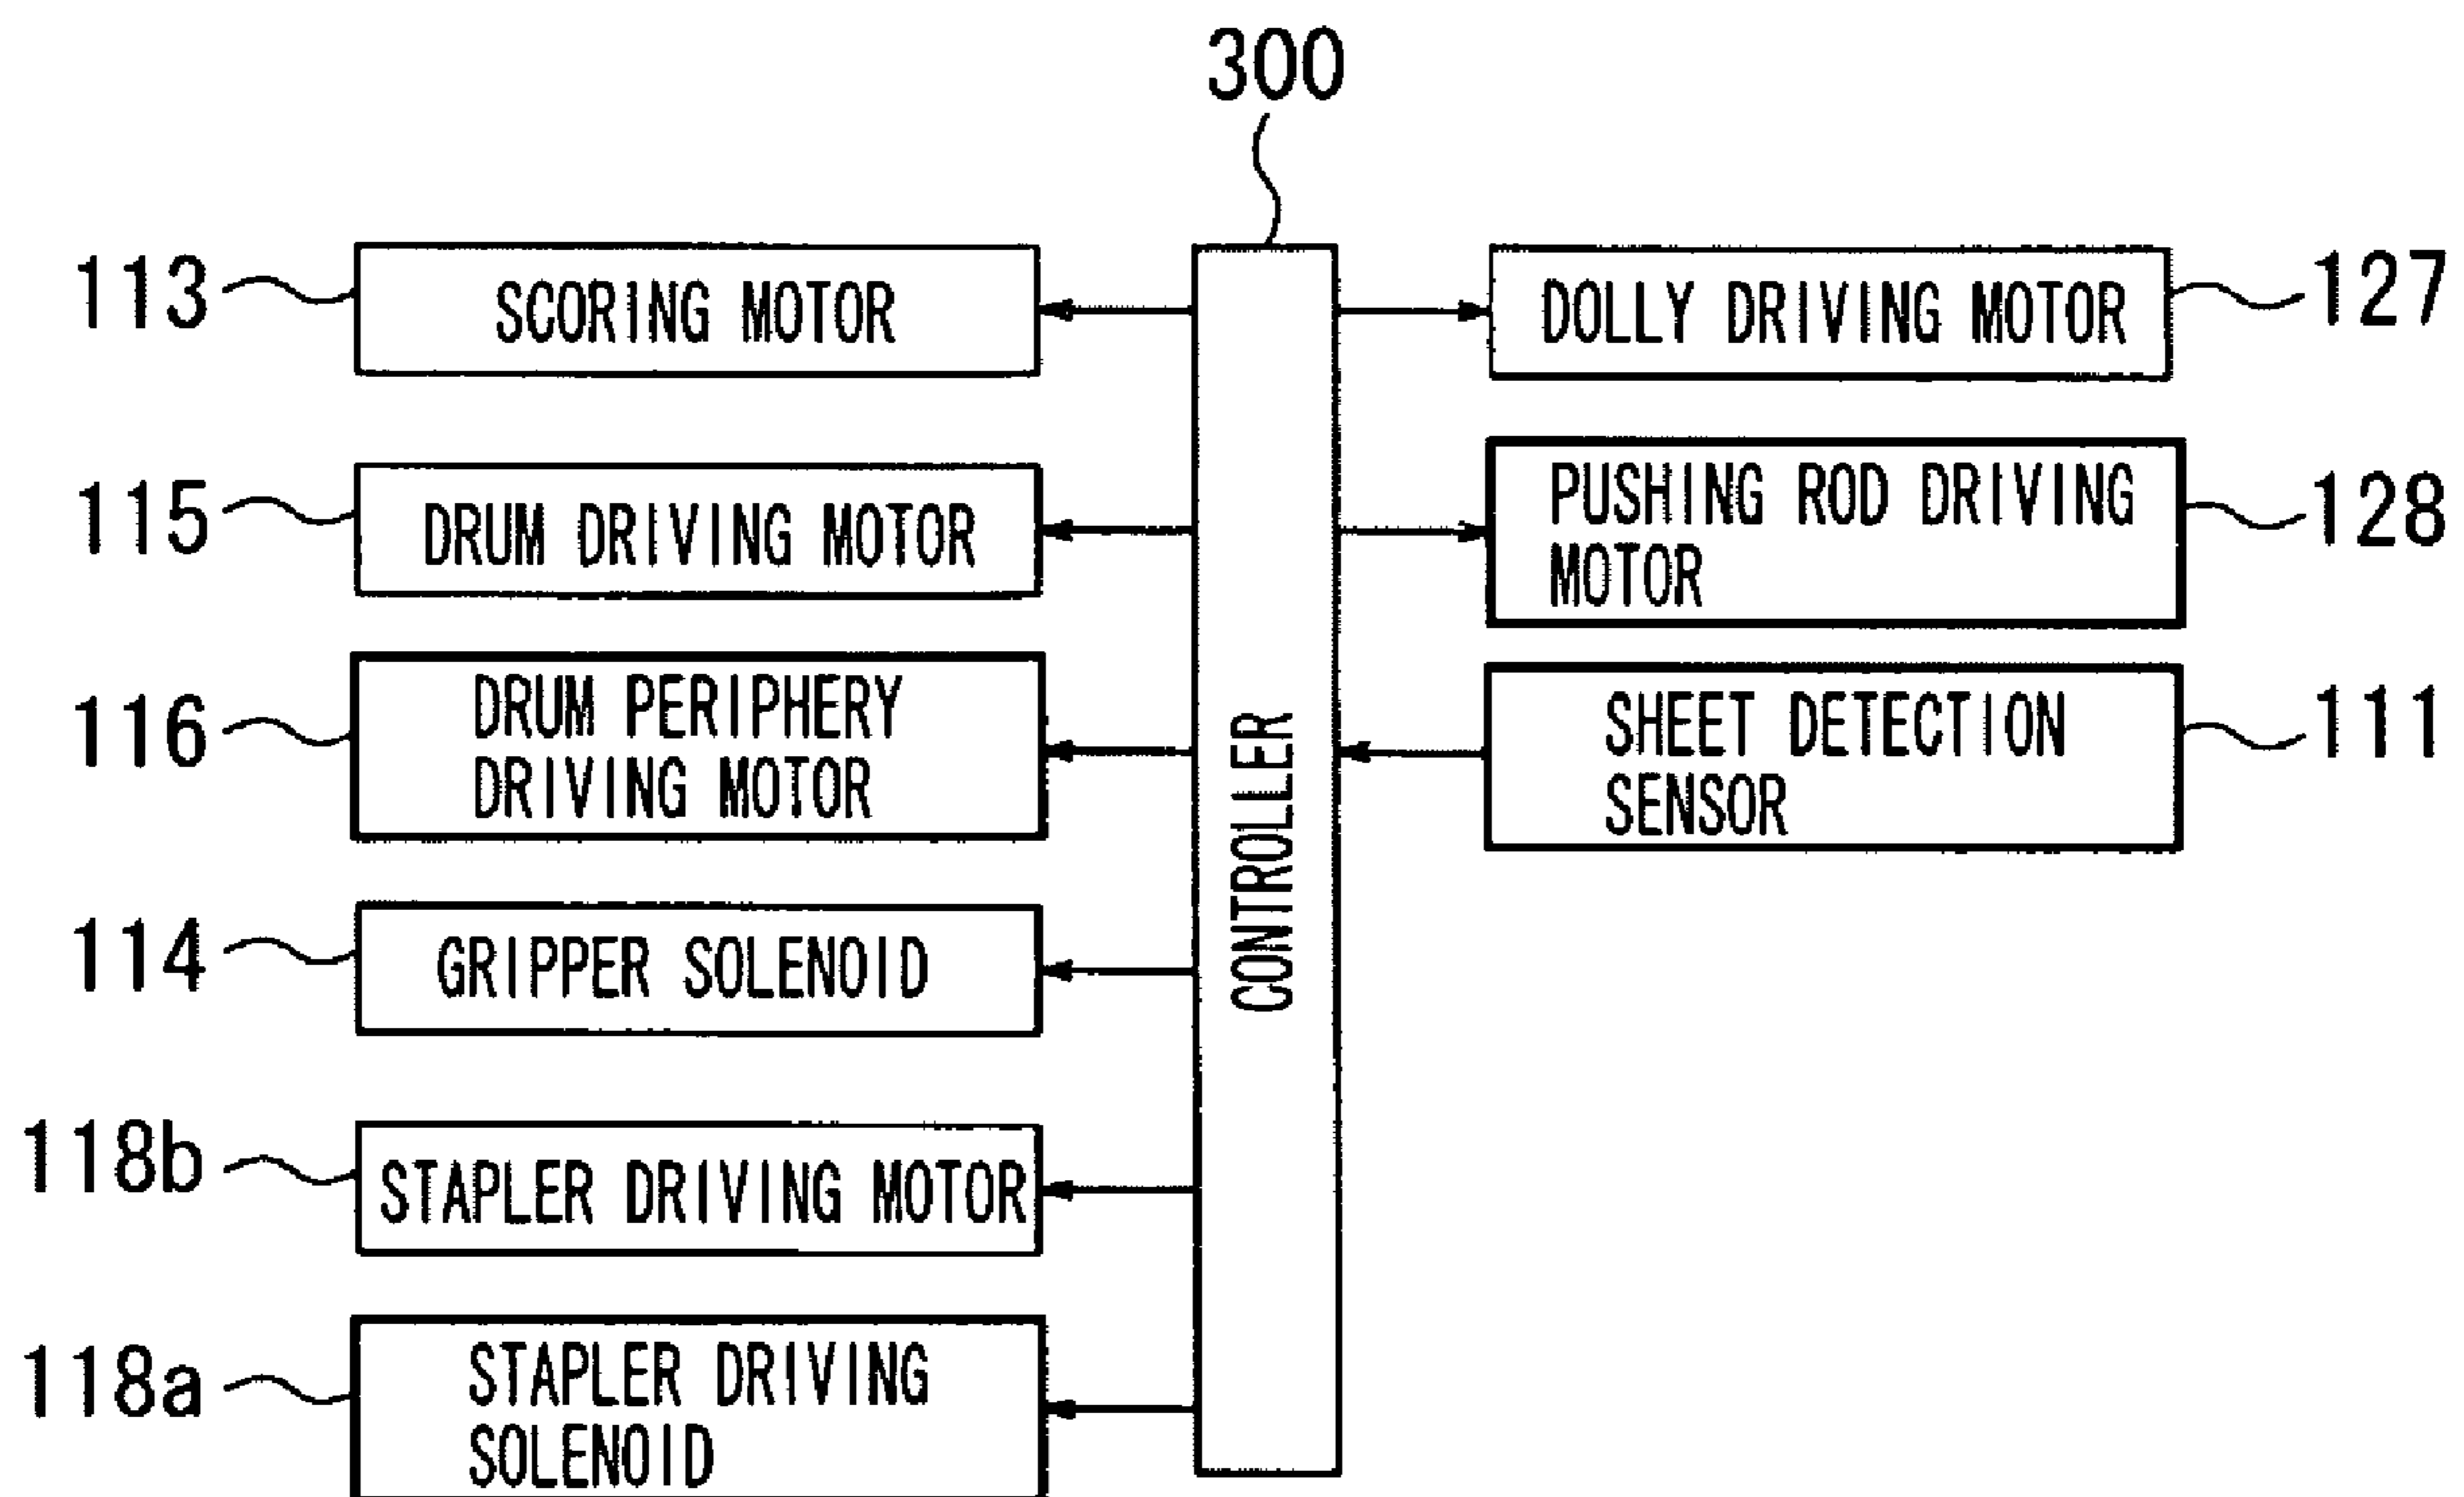 300
113
SCORING MOTOR
DOLLY DRIVING MOTOR
127
115
DRUM DRIVING MOTOR
PUSHING ROD DRIVING
MOTOR
128
116
DRUM PERIPHERY
DRIVING MOTOR
CONTROLLER
SHEET DETECTION
SENSOR
111
114
GRIPPER SOLENOID
118b
STAPLER DRIVING MOTOR
118a
STAPLER DRIVING
SOLENOID